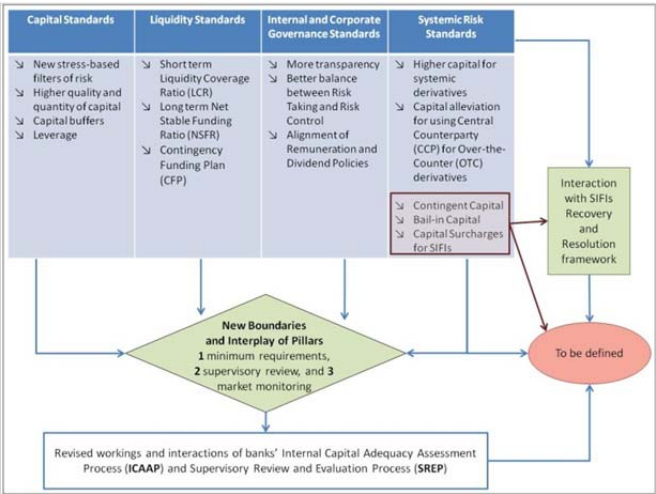 Capital Standards
↘ New stress-based
filters of risk
↘ Higher quality and
quantity of capital
↘ Capital buffers
↘ Leverage
Liquidity Standards
↘ Short term
Liquidity Coverage
Ratio (LCR)
↘ Long term Net
Stable Funding
Ratio (NSFR)
↘ Contingency
Funding Plan
(CFP)
Internal and Corporate
Governance Standards
↘ More transparency
↘ Better balance
between Risk
Taking and Risk
Control
↘ Alignment of
Remuneration and
Dividend Policies
Systemic Risk
Standards
↘ Higher capital for
systemic
derivatives
↘ Capital alleviation
for using Central
Counterparty
(CCP) for Over-the-
Counter (OTC)
derivatives
↘ Contingent Capital
↘ Bail-in Capital
↘ Capital Surcharges
for SIFIs
Interaction
with SIFIs
Recovery
and
Resolution
framework
New Boundaries
and Interplay of Pillars
1 minimum requirements,
2 supervisory review, and 3
market monitoring
To be defined
Revised workings and interactions of banks' Internal Capital Adequacy Assessment
Process (ICAAP) and Supervisory Review and Evaluation Process (SREP)